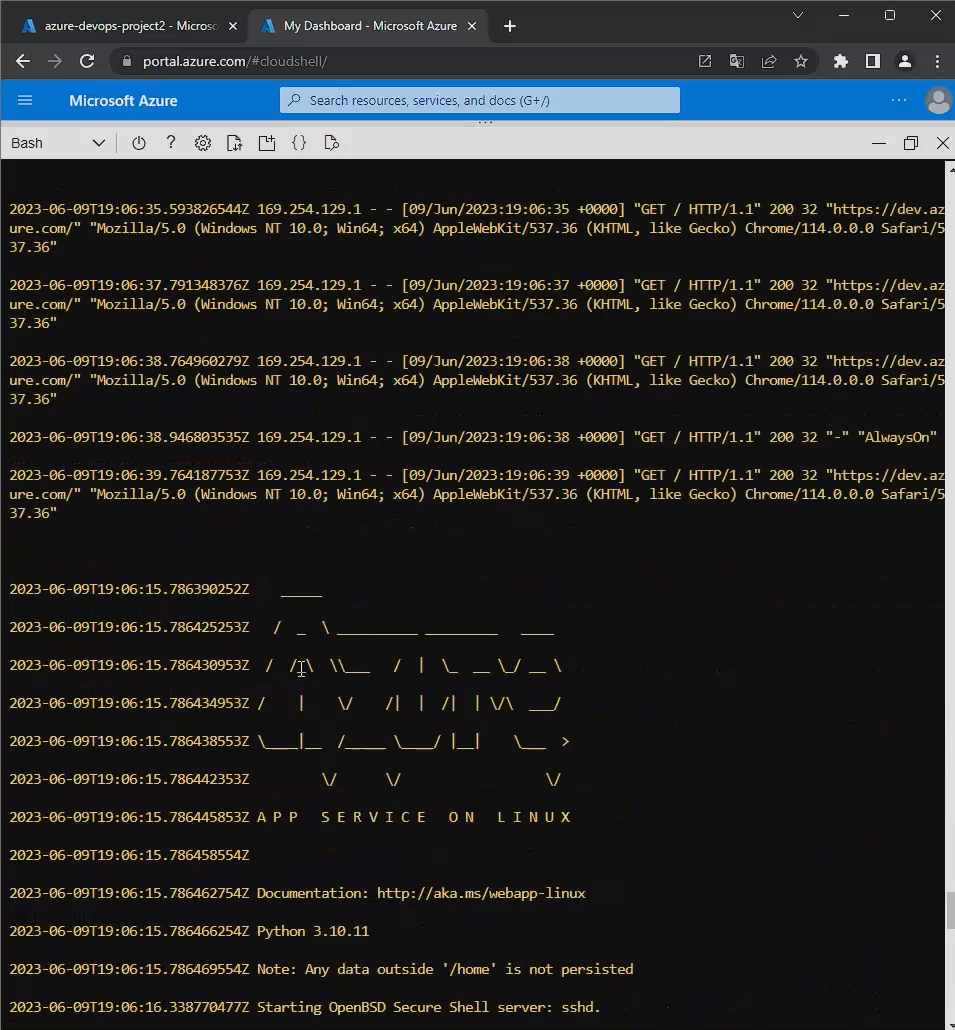 azure-devops-project2 - Microso
My Dashboard - Microsoft Azure
portal.azure.com/#cloudshell/
Microsoft Azure
Search resources, services, and docs (G+/)
Bash
2023-06-09T19:06:35.593826544Z 169.254.129.1 - - [09/Jun/2023:19:06:35 +0000] "GET / HTTP/1.1" 200 32 "https://dev.az
ure.com/" "Mozilla/5.0 (Windows NT 10.0; Win64; x64) AppleWebKit/537.36 (KHTML, like Gecko) Chrome/114.0.0.0 Safari/5
37.36"
2023-06-09T19:06:37.791348376Z 169.254.129.1 - - [09/Jun/2023:19:06:37 +0000] "GET / HTTP/1.1" 200 32 "https://dev.az
ure.com/" "Mozilla/5.0 (Windows NT 10.0; Win64; x64) AppleWebKit/537.36 (KHTML, like Gecko) Chrome/114.0.0.0 Safari/5
37.36"
2023-06-09T19:06:38.764960279Z 169.254.129.1 - - [09/Jun/2023:19:06:38 +0000] "GET / HTTP/1.1" 200 32 "https://dev.az
ure.com/" "Mozilla/5.0 (Windows NT 10.0; Win64; x64) AppleWebKit/537.36 (KHTML, like Gecko) Chrome/114.0.0.0 Safari/5
37.36"
2023-06-09T19:06:38.946803535Z 169.254.129.1 - - [09/Jun/2023:19:06:38 +0000] "GET / HTTP/1.1" 200 32 "-" "AlwaysOn"
2023-06-09T19:06:39.764187753Z 169.254.129.1 - - [09/Jun/2023:19:06:39 +0000] "GET / HTTP/1.1" 200 32 "https://dev.az
ure.com/" "Mozilla/5.0 (Windows NT 10.0; Win64; x64) AppleWebKit/537.36 (KHTML, like Gecko) Chrome/114.0.0.0 Safari/5
37.36"
2023-06-09T19:06:15.786390252Z    _____
2023-06-09T19:06:15.786425253Z   /  _  \ __________ ________   ____
2023-06-09T19:06:15.786430953Z  /  /_\  \\___   /  |  \_  __ \_/ __ \
2023-06-09T19:06:15.786434953Z /    |    \/    /|  |  /|  | \/\  ___/
2023-06-09T19:06:15.786438553Z \____|__  /_____ \____/ |__|    \___  >
2023-06-09T19:06:15.786442353Z         \/      \/                  \/
2023-06-09T19:06:15.786445853Z A P P   S E R V I C E   O N   L I N U X
2023-06-09T19:06:15.786458554Z
2023-06-09T19:06:15.786462754Z Documentation: http://aka.ms/webapp-linux
2023-06-09T19:06:15.786466254Z Python 3.10.11
2023-06-09T19:06:15.786469554Z Note: Any data outside '/home' is not persisted
2023-06-09T19:06:16.338770477Z Starting OpenBSD Secure Shell server: sshd.